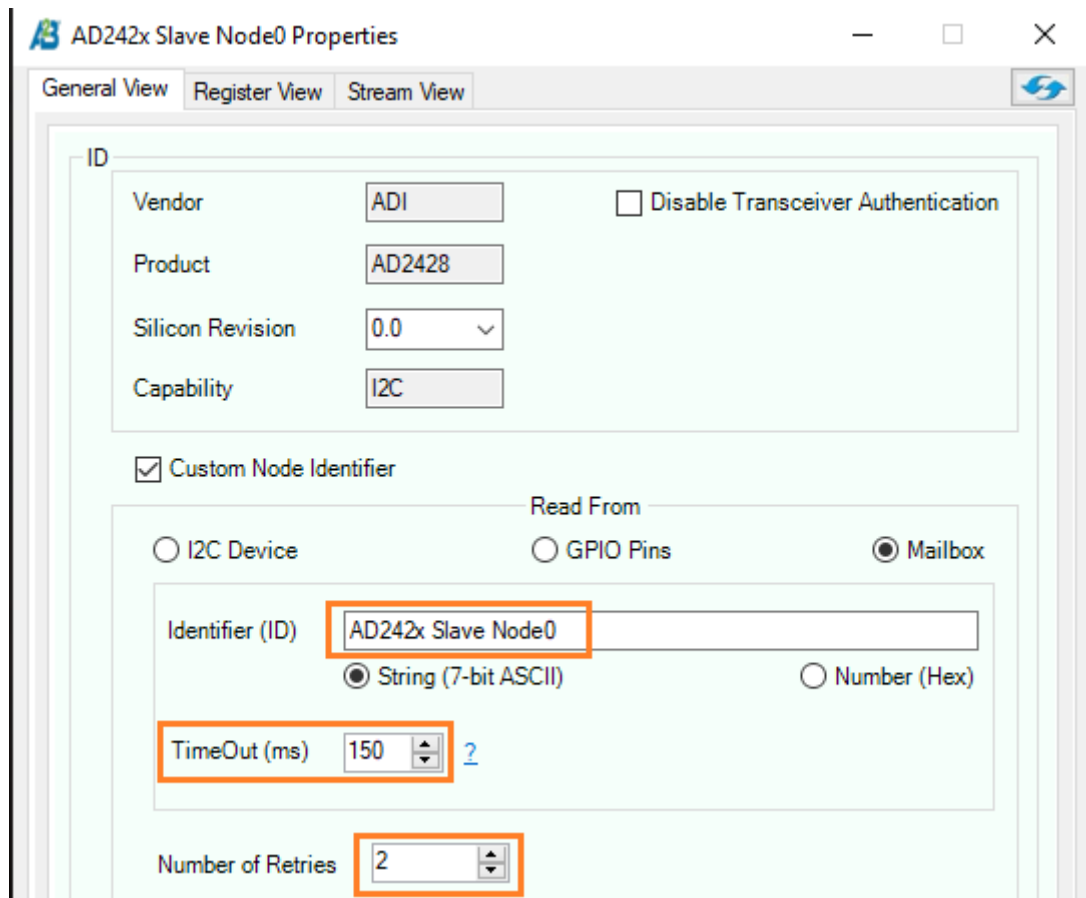 AD242x Slave Node0 Properties
General View Register View Stream View
ID
Vendor ADI Disable Transceiver Authentication
Product AD2428
Silicon Revision 0.0
Capability I2C
Custom Node Identifier
Read From
I2C Device GPIO Pins Mailbox
Identifier (ID) AD242x Slave Node0
String (7-bit ASCII) Number (Hex)
TimeOut (ms) 150 ?
Number of Retries 2